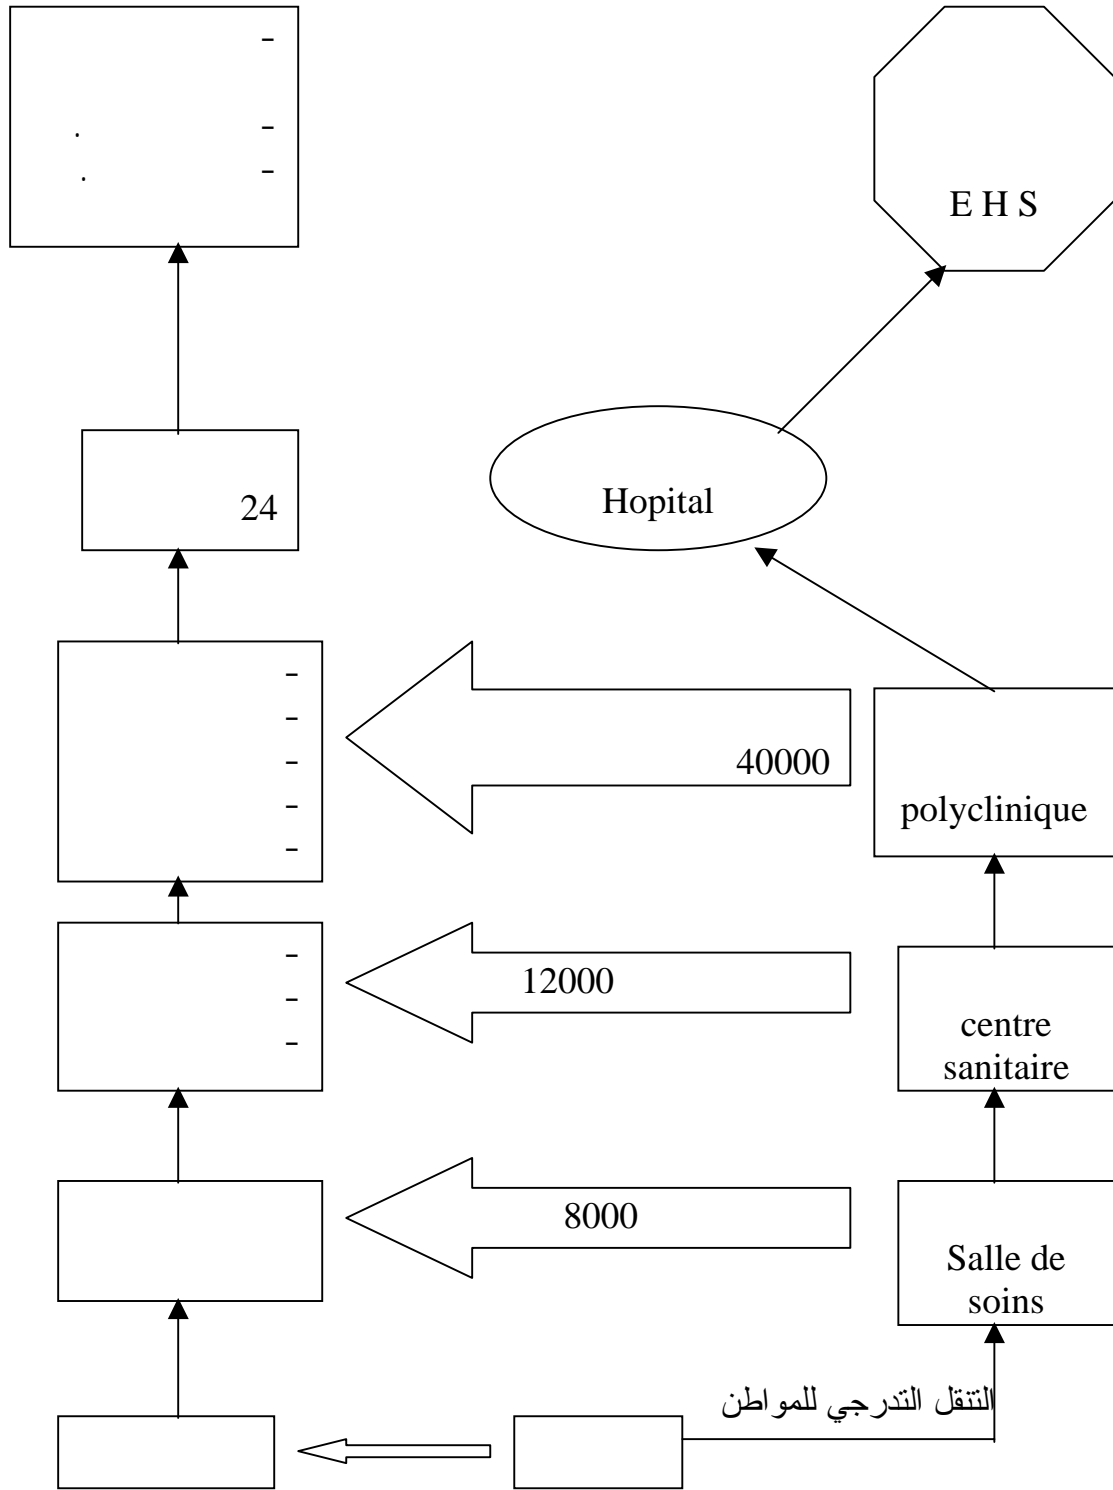 -
- .
- .
E H S
24
Hopital
-
-
-
-
-
40000
polyclinique
-
-
-
12000
centre
sanitaire
8000
Salle de
soins
التنقل التدرجي للمواطن